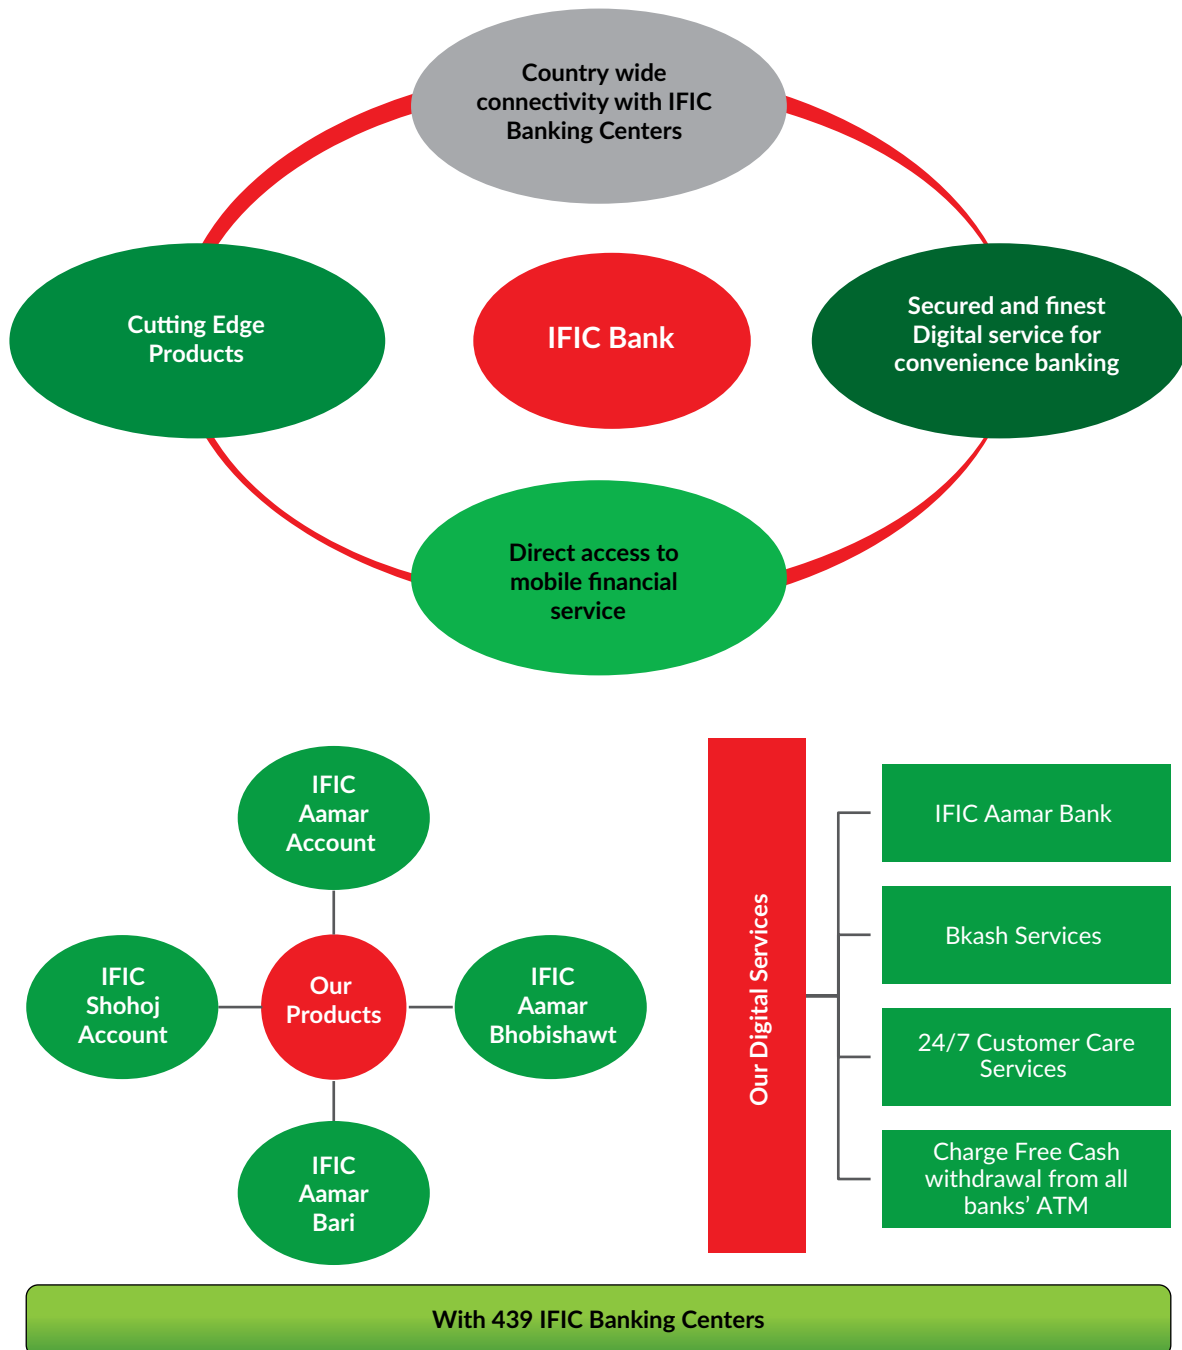 Country wide
connectivity with IFIC
Banking Centers
Cutting Edge
Products
IFIC Bank
Secured and finest
Digital service for
convenience banking
Direct access to
mobile financial
service
IFIC
Aamar
Account
IFIC
Shohoj
Account
Our
Products
IFIC
Aamar
Bhobishawt
IFIC
Aamar
Bari
Our Digital Services
IFIC Aamar Bank
Bkash Services
24/7 Customer Care
Services
Charge Free Cash
withdrawal from all
banks’ ATM
With 439 IFIC Banking Centers